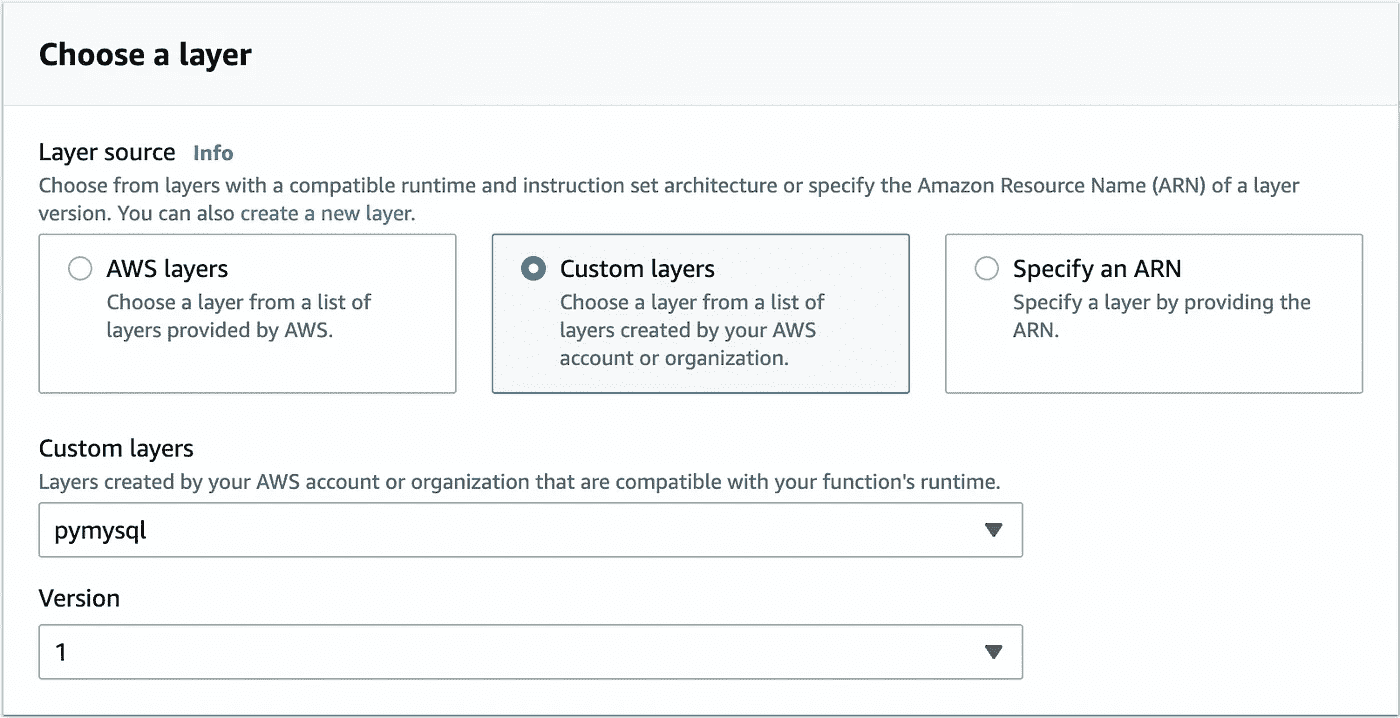 Choose a layer
Layer source Info
Choose from layers with a compatible runtime and instruction set architecture or specify the Amazon Resource Name (ARN) of a layer
version. You can also create a new layer.
AWS layers
Choose a layer from a list of
layers provided by AWS.
Custom layers
Choose a layer from a list of
layers created by your AWS
account or organization.
Specify an ARN
Specify a layer by providing the
ARN.
Custom layers
Layers created by your AWS account or organization that are compatible with your function's runtime.
pymysql
Version
1